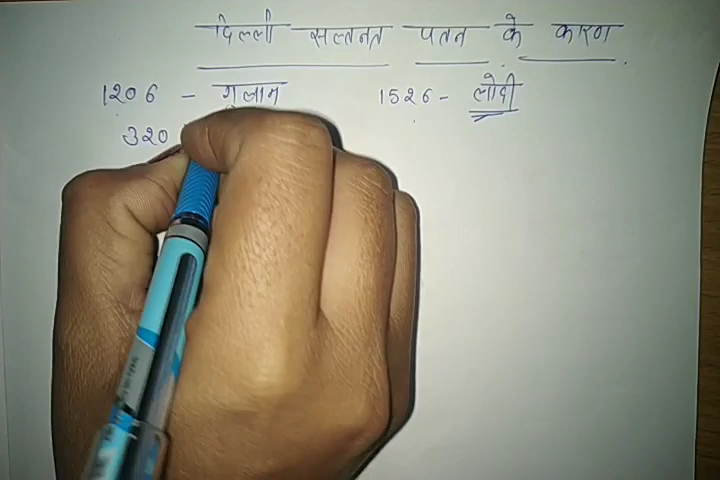 दिल्ली सल्तनत पतन के कारण
1206 - गुलाम 1526 - लोदी
320